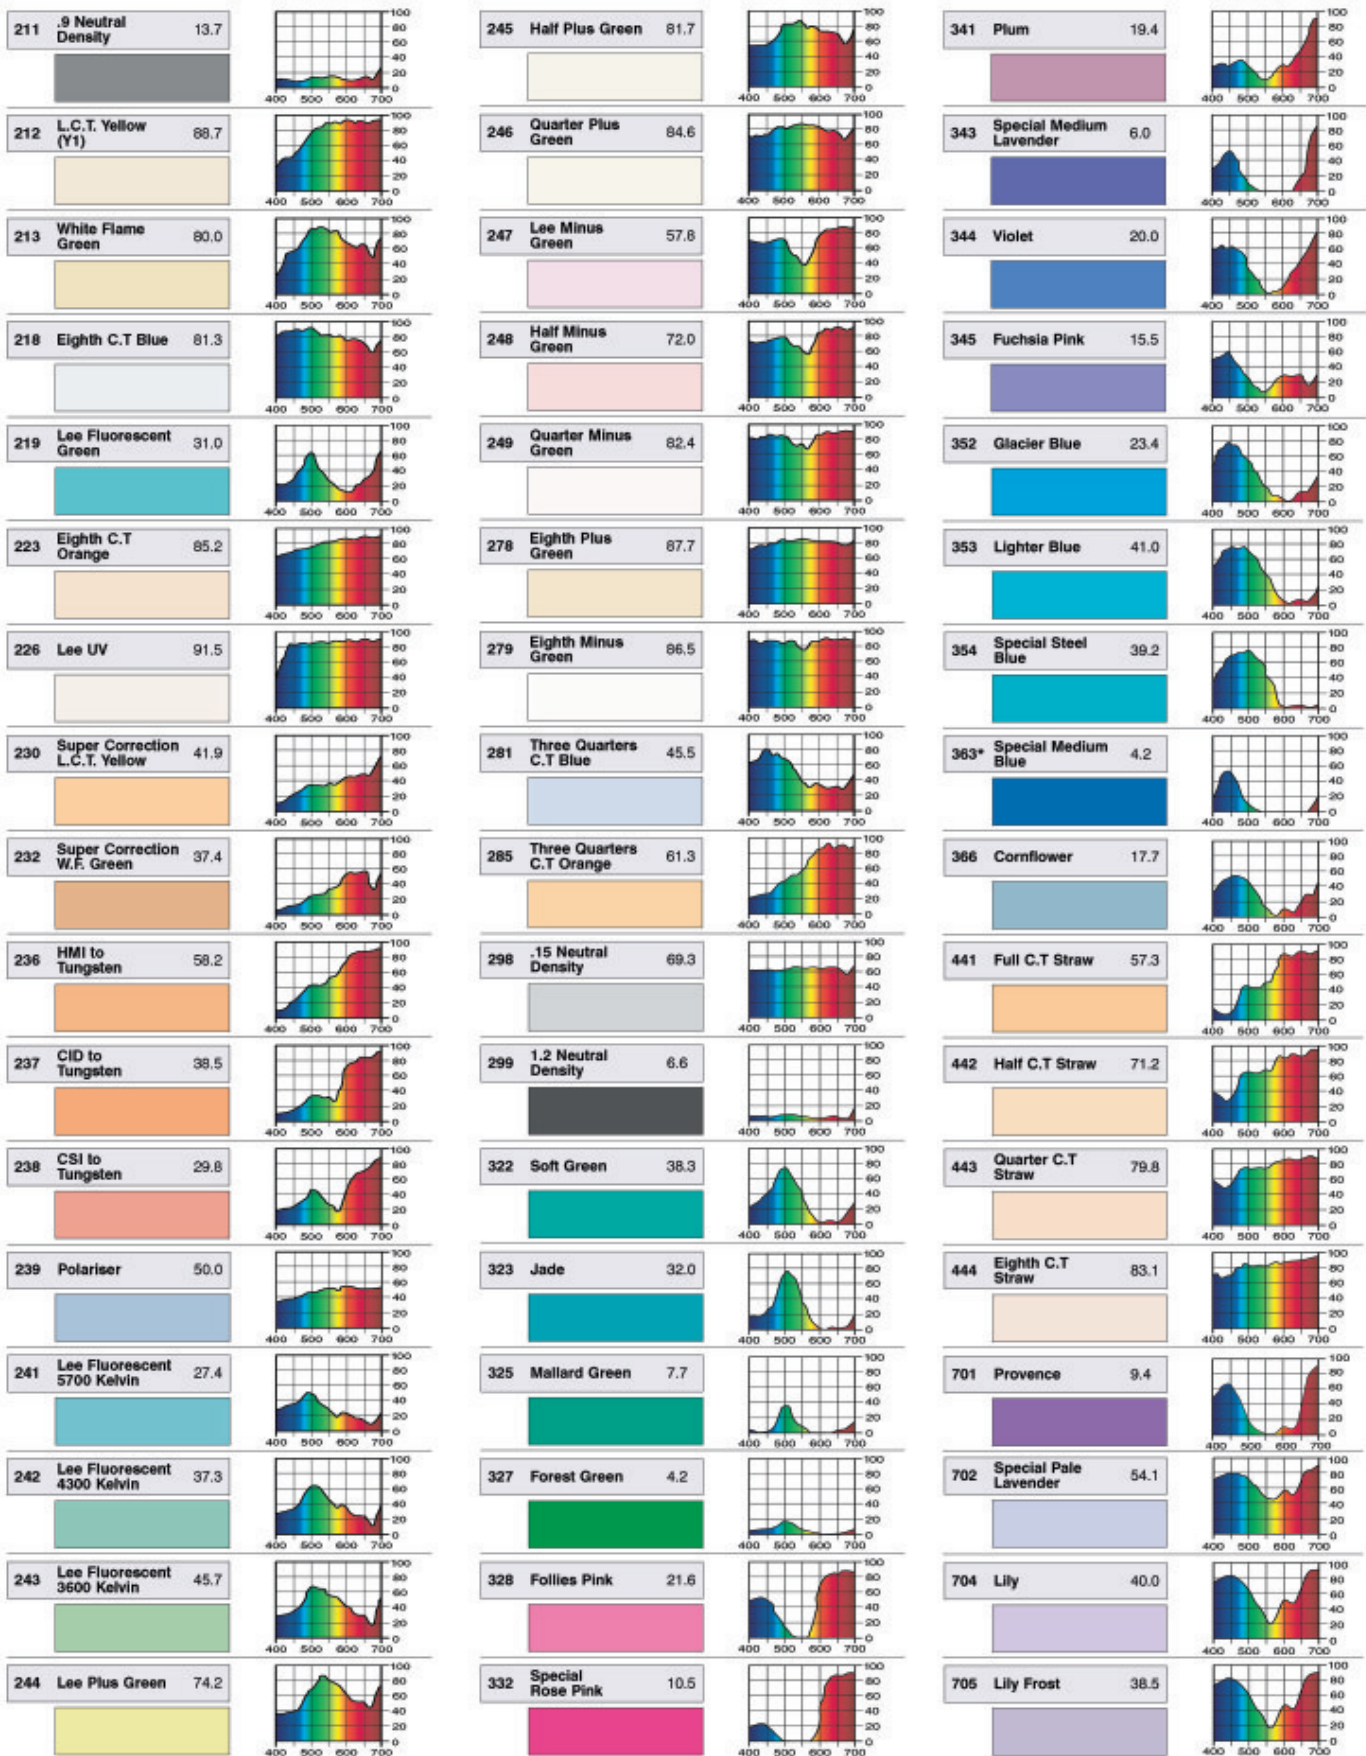 211 .9 Neutral Density 13.7
212 L.C.T. Yellow (Y1) 88.7
213 White Flame Green 80.0
218 Eighth C.T Blue 81.3
219 Lee Fluorescent Green 31.0
223 Eighth C.T Orange 85.2
226 Lee UV 91.5
230 Super Correction L.C.T. Yellow 41.9
232 Super Correction W.F. Green 37.4
236 HMI to Tungsten 58.2
237 CID to Tungsten 38.5
238 CSI to Tungsten 29.8
239 Polariser 50.0
241 Lee Fluorescent 5700 Kelvin 27.4
242 Lee Fluorescent 4300 Kelvin 37.3
243 Lee Fluorescent 3600 Kelvin 45.7
244 Lee Plus Green 74.2
245 Half Plus Green 81.7
246 Quarter Plus Green 84.6
247 Lee Minus Green 57.8
248 Half Minus Green 72.0
249 Quarter Minus Green 82.4
278 Eighth Plus Green 87.7
279 Eighth Minus Green 86.5
281 Three Quarters C.T Blue 45.5
285 Three Quarters C.T Orange 61.3
298 .15 Neutral Density 69.3
299 1.2 Neutral Density 6.6
322 Soft Green 38.3
323 Jade 32.0
325 Mallard Green 7.7
327 Forest Green 4.2
328 Follies Pink 21.6
332 Special Rose Pink 10.5
341 Plum 19.4
343 Special Medium Lavender 6.0
344 Violet 20.0
345 Fuchsia Pink 15.5
352 Glacier Blue 23.4
353 Lighter Blue 41.0
354 Special Steel Blue 39.2
363* Special Medium Blue 4.2
366 Cornflower 17.7
441 Full C.T Straw 57.3
442 Half C.T Straw 71.2
443 Quarter C.T Straw 79.8
444 Eighth C.T Straw 83.1
701 Provence 9.4
702 Special Pale Lavender 54.1
704 Lily 40.0
705 Lily Frost 38.5
100
80
60
40
20
0
400 500 600 700